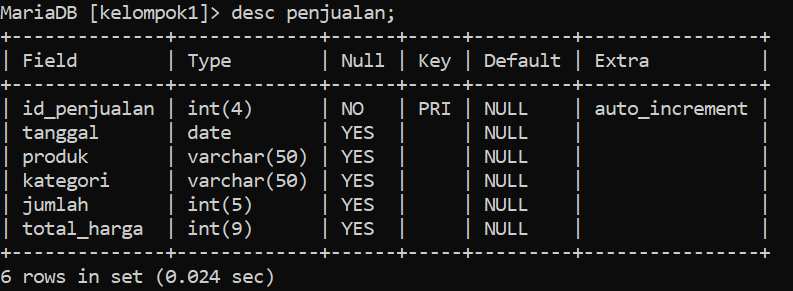 MariaDB [kelompok1]> desc penjualan;
+--------------+-------------+------+-----+---------+----------------+
| Field        | Type        | Null | Key | Default | Extra          |
+--------------+-------------+------+-----+---------+----------------+
| id_penjualan | int(4)      | NO   | PRI | NULL    | auto_increment |
| tanggal      | date        | YES  |     | NULL    |                |
| produk       | varchar(50) | YES  |     | NULL    |                |
| kategori     | varchar(50) | YES  |     | NULL    |                |
| jumlah       | int(5)      | YES  |     | NULL    |                |
| total_harga  | int(9)      | YES  |     | NULL    |                |
+--------------+-------------+------+-----+---------+----------------+
6 rows in set (0.024 sec)